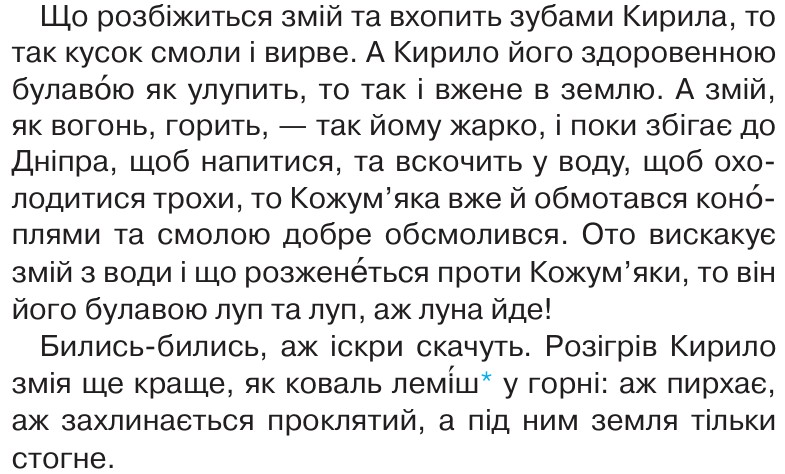 Що розбіжиться змій та вхопить зубами Кирила, то
так кусок смоли і вирве. А Кирило його здоровенною
булаво́ю як улупить, то так і вжене в землю. А змій,
як вогонь, горить, — так йому жарко, і поки збігає до
Дніпра, щоб напитися, та вскочить у воду, щоб охо-
лодитися трохи, то Кожум’яка вже й обмотався коно́-
плями та смолою добре обсмолився. Ото вискакує
змій з води і що розжене́ться проти Кожум’яки, то він
його булавою луп та луп, аж луна йде!
Бились-бились, аж іскри скачуть. Розігрів Кирило
змія ще краще, як коваль лемі́ш* у горні: аж пирхає,
аж захлинається проклятий, а під ним земля тільки
стогне.